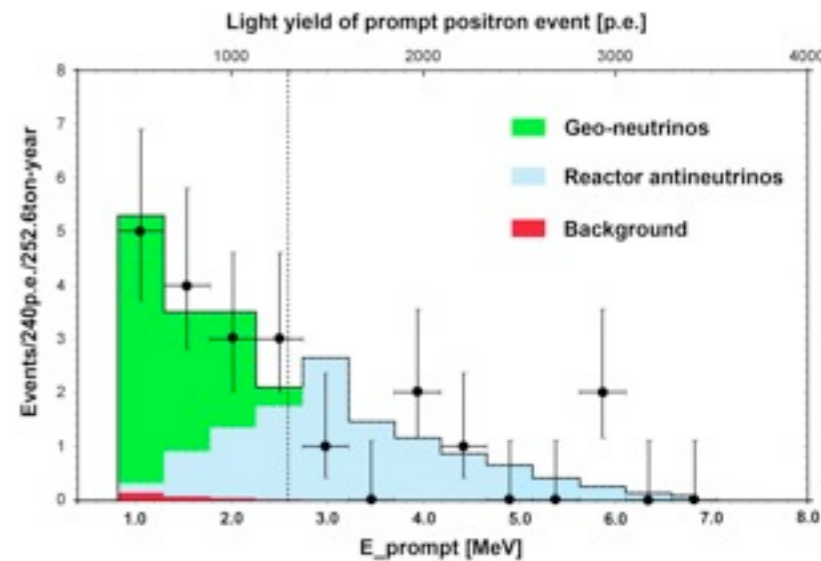 Light yield of prompt positron event [p.e.]
1000 2000 3000 4000
8
7
6
5
4
3
2
1
0
Events/240p.e./252.6ton-year
Geo-neutrinos
Reactor antineutrinos
Background
1.0 2.0 3.0 4.0 5.0 6.0 7.0 8.0
E_prompt [MeV]